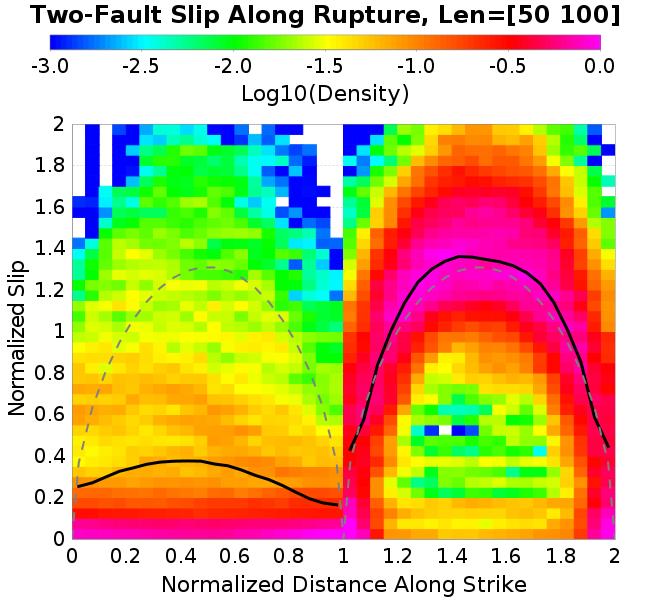 Two-Fault Slip Along Rupture, Len=[50 100]
-3.0 -2.5 -2.0 -1.5 -1.0 -0.5 0.0
Log10(Density)
2
1.8
1.6
1.4
1.2
1
0.8
0.6
0.4
0.2
0
Normalized Slip
0 0.2 0.4 0.6 0.8 1 1.2 1.4 1.6 1.8 2
Normalized Distance Along Strike